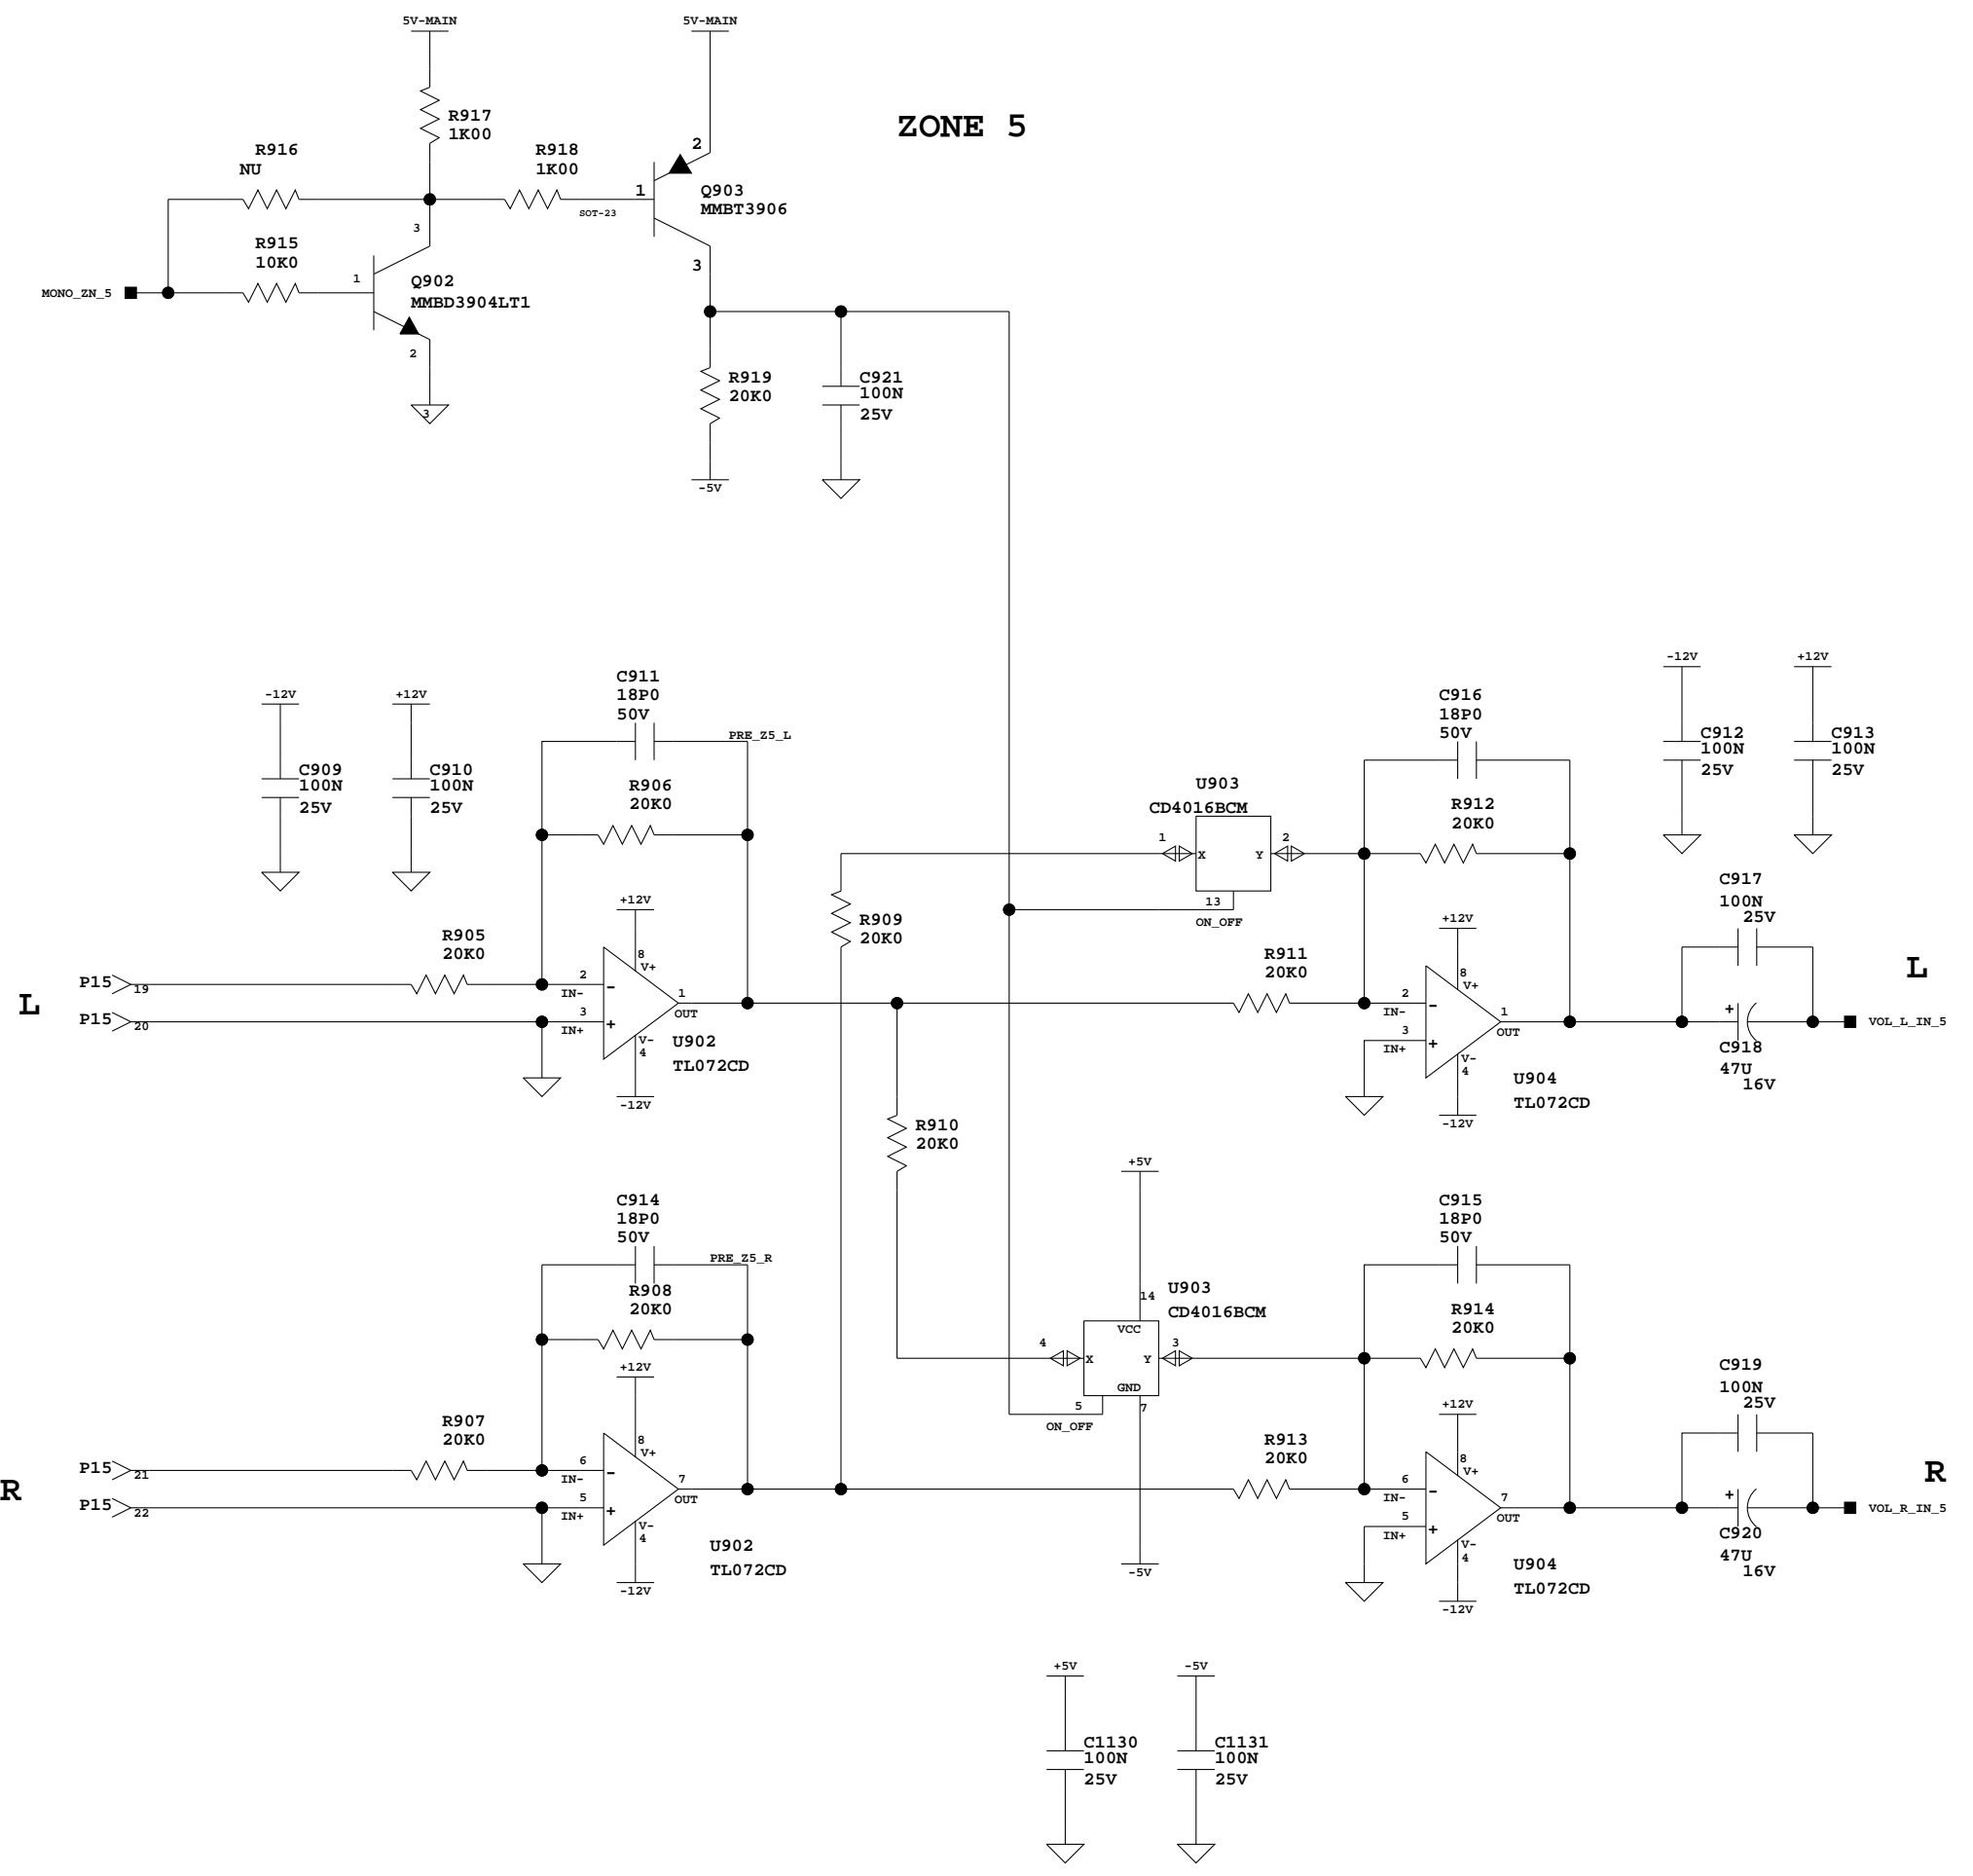 5V-MAIN
5V-MAIN
ZONE 5
R917
1K00
R916
NU
R918
1K00
2
1
SOT-23
Q903
MMBT3906
3
R915
10K0
3
1
MONO_ZN_5
Q902
MMBD3904LT1
2
3
3
R919
20K0
C921
100N
25V
-5V
-12V
+12V
C909
100N
25V
C910
100N
25V
C911
18P0
50V
PRE_Z5_L
R906
20K0
+12V
8
V+
R905
20K0
L
P15
19
P15
20
2
IN-
-
3
IN+
+
1
OUT
V-
4
U902
TL072CD
-12V
R909
20K0
R910
20K0
U903
CD4016BCM
1
X
Y
2
13
ON_OFF
C916
18P0
50V
R912
20K0
+12V
8
V+
R911
20K0
2
IN-
-
3
IN+
+
1
OUT
V-
4
U904
TL072CD
-12V
-12V
+12V
C912
100N
25V
C913
100N
25V
C917
100N
25V
L
+
C918
47U
16V
VOL_L_IN_5
C914
18P0
50V
PRE_Z5_R
R908
20K0
+12V
8
V+
R907
20K0
R
P15
21
P15
22
6
IN-
-
5
IN+
+
7
OUT
V-
4
U902
TL072CD
-12V
+5V
14
U903
CD4016BCM
VCC
4
X
Y
3
GND
5
7
ON_OFF
-5V
C915
18P0
50V
R914
20K0
+12V
8
V+
R913
20K0
6
IN-
-
5
IN+
+
7
OUT
V-
4
U904
TL072CD
-12V
C919
100N
25V
R
+
C920
47U
16V
VOL_R_IN_5
+5V
-5V
C1130
100N
25V
C1131
100N
25V